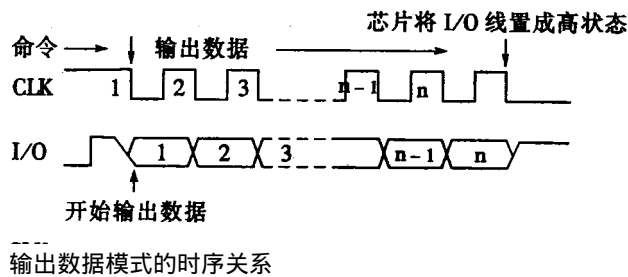 芯片将 I/O 线置成高状态
命令 输出数据
CLK 1 2 3 n-1 n
I/O 1 2 3 n-1 n
开始输出数据
输出数据模式的时序关系